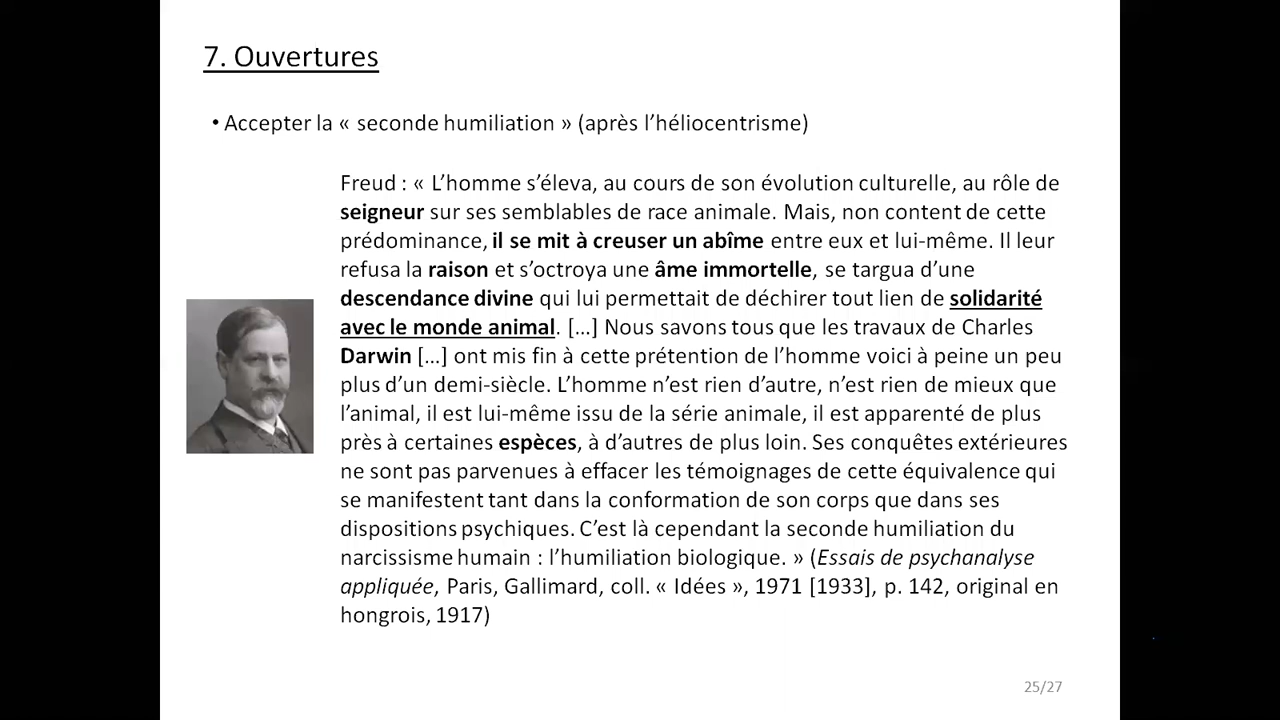 7. Ouvertures
• Accepter la « seconde humiliation » (après l’héliocentrisme)
Freud : « L’homme s’éleva, au cours de son évolution culturelle, au rôle de
seigneur sur ses semblables de race animale. Mais, non content de cette
prédominance, il se mit à creuser un abîme entre eux et lui-même. Il leur
refusa la raison et s’octroya une âme immortelle, se targua d’une
descendance divine qui lui permettait de déchirer tout lien de solidarité
avec le monde animal. […] Nous savons tous que les travaux de Charles
Darwin […] ont mis fin à cette prétention de l’homme voici à peine un peu
plus d’un demi-siècle. L’homme n’est rien d’autre, n’est rien de mieux que
l’animal, il est lui-même issu de la série animale, il est apparenté de plus
près à certaines espèces, à d’autres de plus loin. Ses conquêtes extérieures
ne sont pas parvenues à effacer les témoignages de cette équivalence qui
se manifestent tant dans la conformation de son corps que dans ses
dispositions psychiques. C’est là cependant la seconde humiliation du
narcissisme humain : l’humiliation biologique. » (Essais de psychanalyse
appliquée, Paris, Gallimard, coll. « Idées », 1971 [1933], p. 142, original en
hongrois, 1917)
25/27